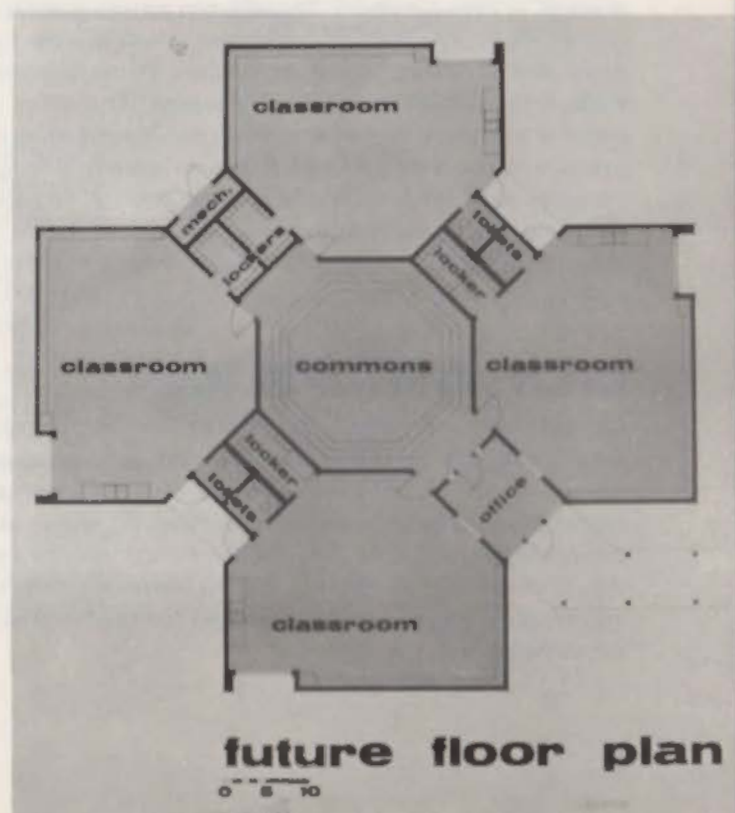 classroom
mech.
lockers
toilets
locker
classroom
commons
classroom
locker
toilets
office
classroom
future floor plan
0 5 10